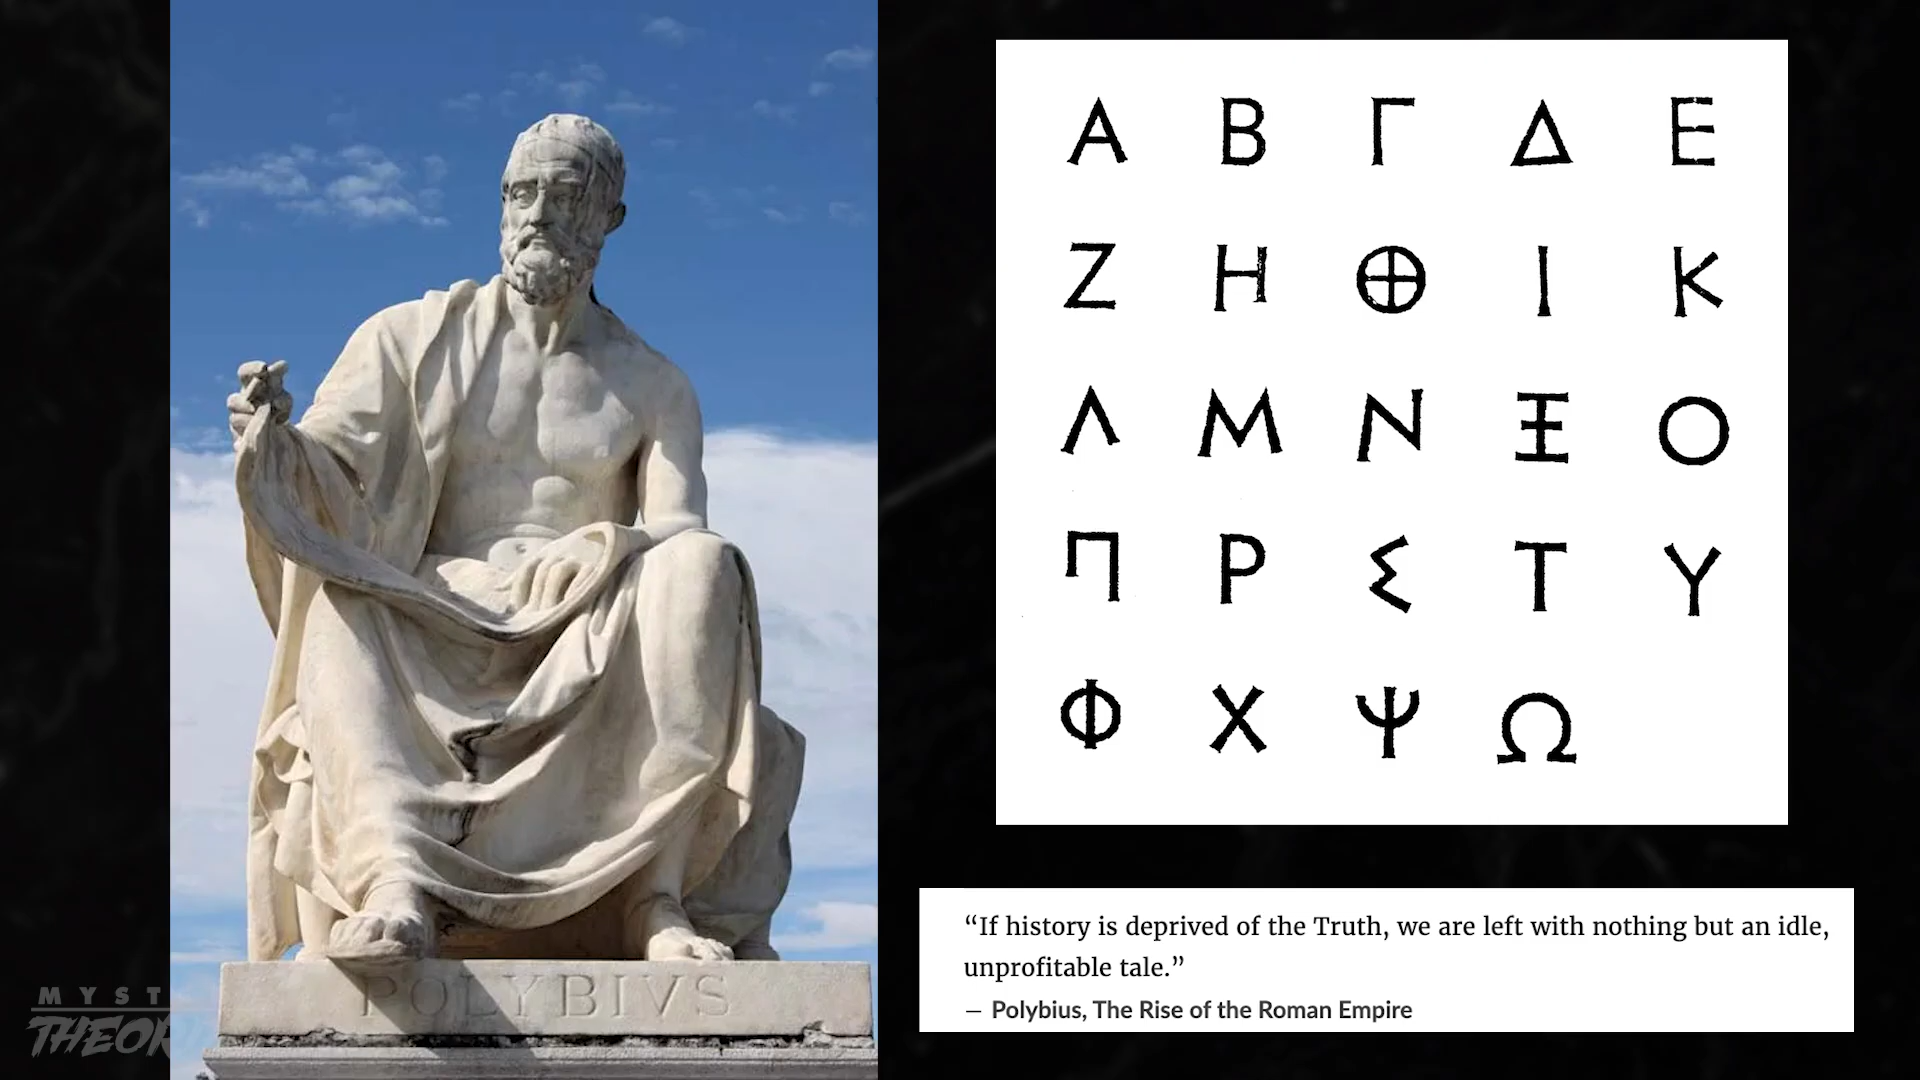 Α Β Γ Δ Ε
Ζ Η Θ Ι Κ
Λ Μ Ν Ξ Ο
Π Ρ Σ Τ Υ
Φ Χ Ψ Ω
“If history is deprived of the Truth, we are left with nothing but an idle,
unprofitable tale.”
— Polybius, The Rise of the Roman Empire
POLYBIVS
MYST